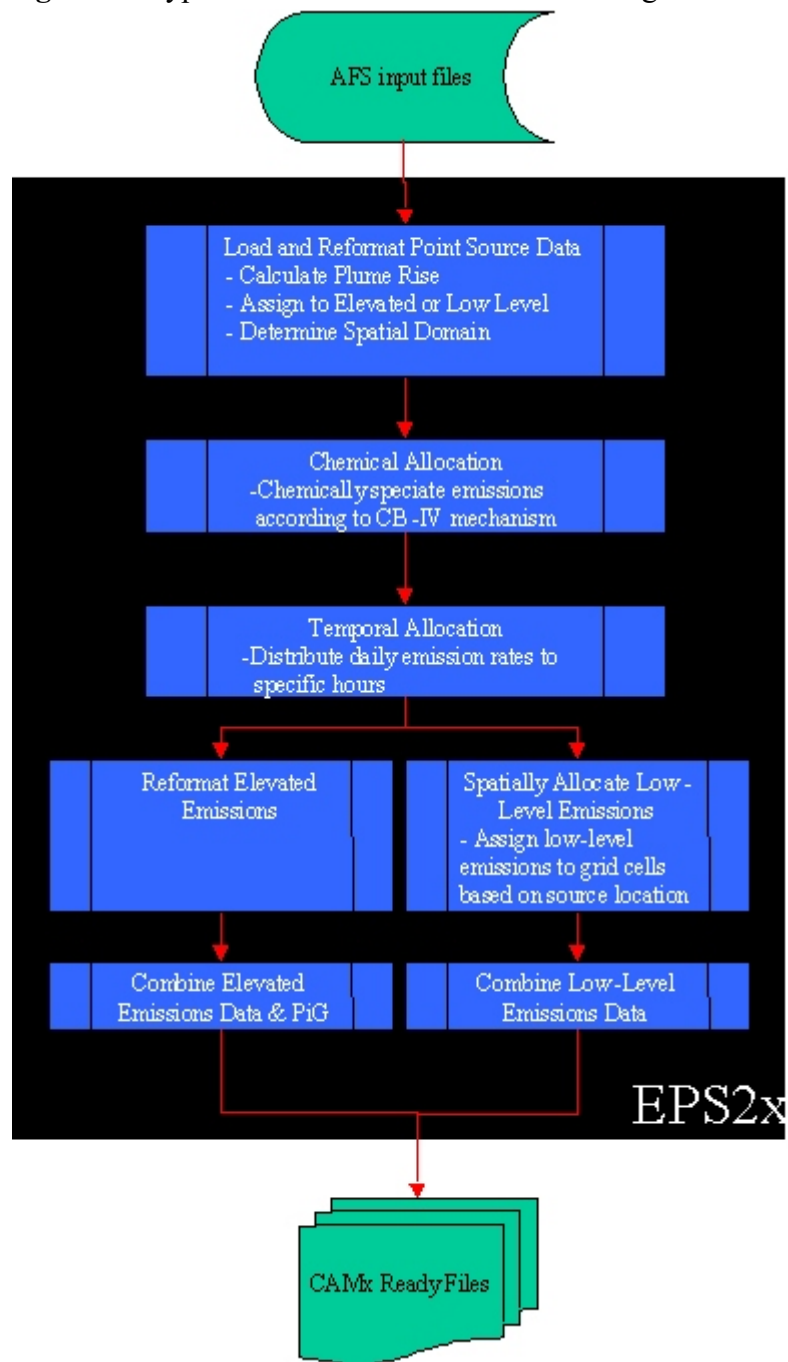 AFS input files
Load and Reformat Point Source Data
- Calculate Plume Rise
- Assign to Elevated or Low Level
- Determine Spatial Domain
Chemical Allocation
-Chemically speciate emissions
according to CB-IV mechanism
Temporal Allocation
-Distribute daily emission rates to
specific hours
Reformat Elevated
Emissions
Spatially Allocate Low-
Level Emissions
- Assign low-level
emissions to grid cells
based on source location
Combine Elevated
Emissions Data & PiG
Combine Low-Level
Emissions Data
EPS2x
CAMx Ready Files